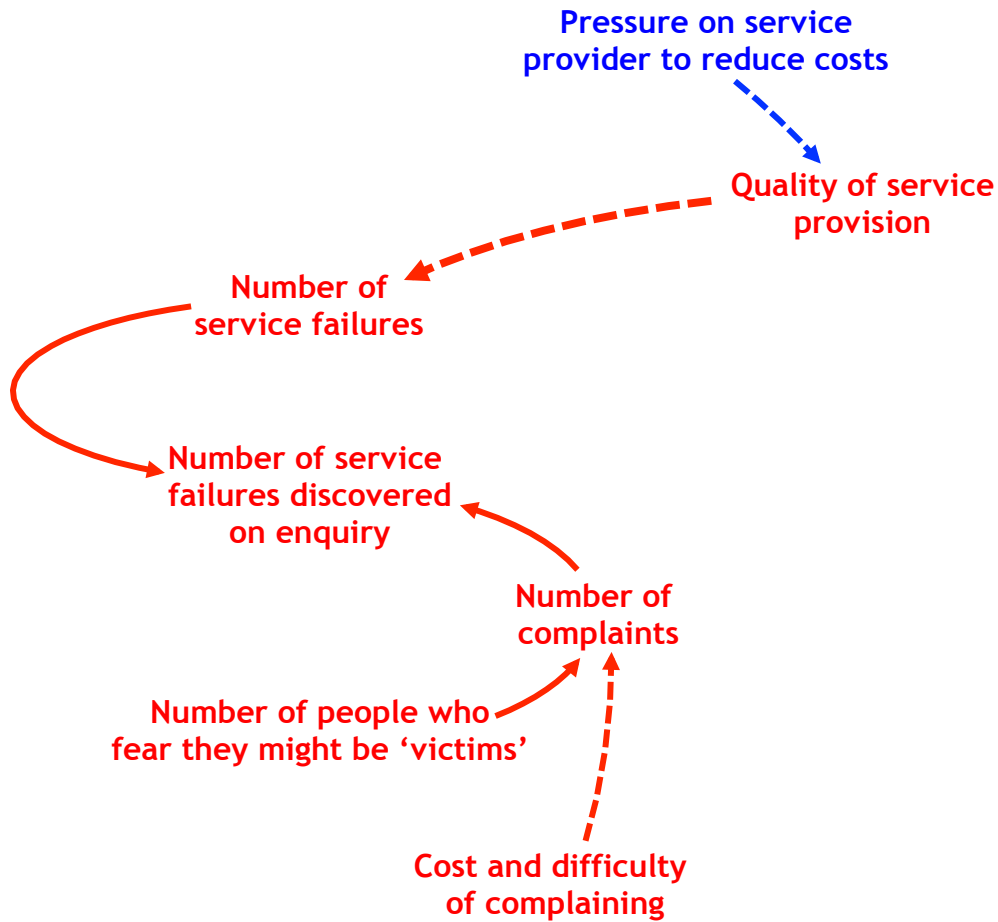 Pressure on service
provider to reduce costs
Quality of service
provision
Number of
service failures
Number of service
failures discovered
on enquiry
Number of
complaints
Number of people who
fear they might be ‘victims’
Cost and difficulty
of complaining